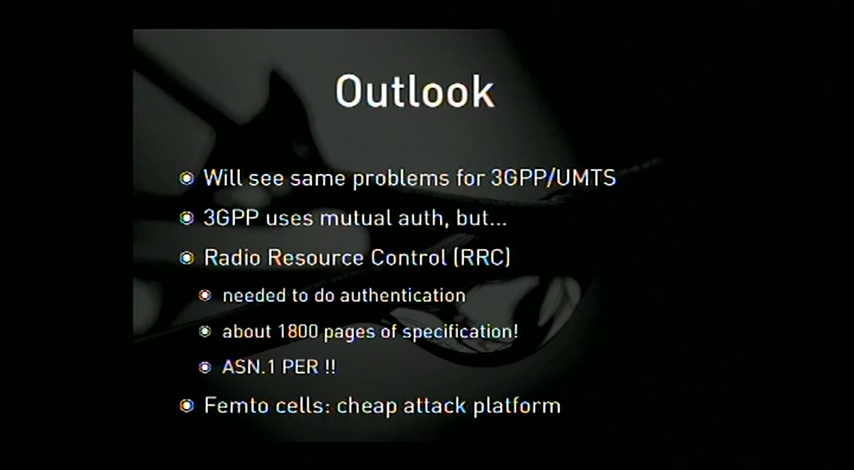 Outlook
Will see same problems for 3GPP/UMTS
3GPP uses mutual auth, but...
Radio Resource Control (RRC)
needed to do authentication
about 1800 pages of specification!
ASN.1 PER !!
Femto cells: cheap attack platform